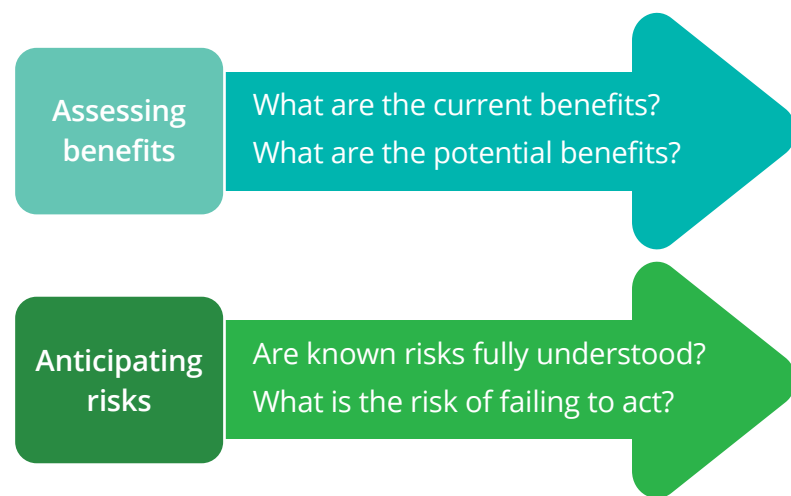 Assessing
benefits
What are the current benefits?
What are the potential benefits?
Anticipating
risks
Are known risks fully understood?
What is the risk of failing to act?